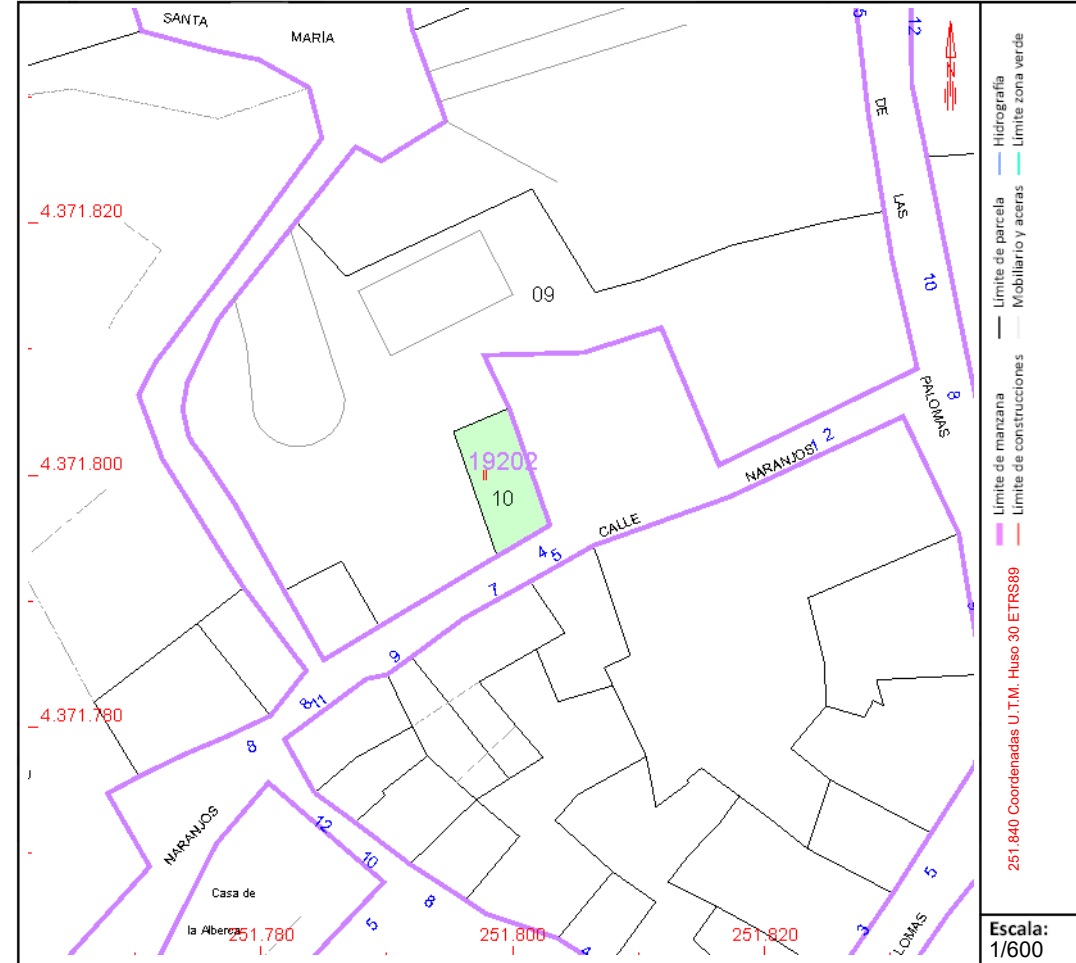 SANTA
MARÍA
5
12
DE
LAS
10
8
PALOMAS
4.371.820
09
4.371.800
19202
10
NARANJOS
1
2
CALLE
4
5
7
9
8
11
4.371.780
8
NARANJOS
12
10
8
5
Casa de
la Alberca
251.780
251.800
251.820
4
3
5
LOMAS
N
Límite de manzana
Límite de parcela
Hidrografía
Límite de construcciones
Mobiliario y aceras
Límite zona verde
251.840 Coordenadas U.T.M. Huso 30 ETRS89
Escala:
1/600